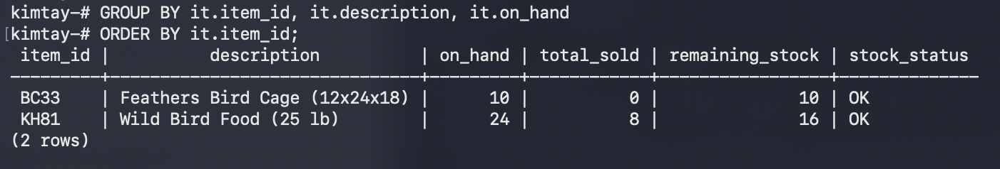 kimtay-# GROUP BY it.item_id, it.description, it.on_hand
[kimtay-# ORDER BY it.item_id;
 item_id |          description           | on_hand | total_sold | remaining_stock | stock_status
---------+--------------------------------+---------+------------+-----------------+--------------
 BC33    | Feathers Bird Cage (12x24x18) |      10 |          0 |              10 | OK
 KH81    | Wild Bird Food (25 lb)        |      24 |          8 |              16 | OK
(2 rows)